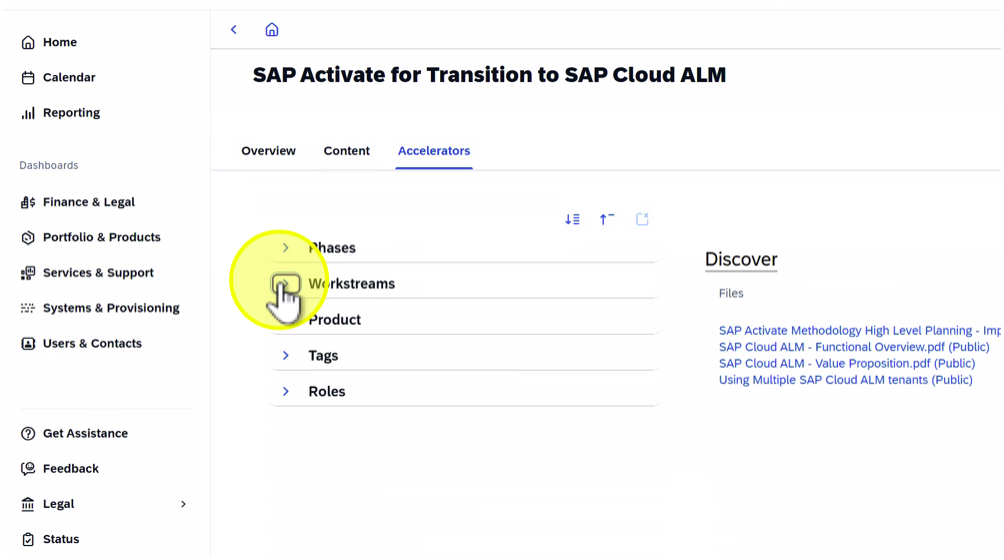 Home
Calendar
Reporting
Dashboards
Finance & Legal
Portfolio & Products
Services & Support
Systems & Provisioning
Users & Contacts
Get Assistance
Feedback
Legal
Status
SAP Activate for Transition to SAP Cloud ALM
Overview Content Accelerators
Phases
Workstreams
Product
Tags
Roles
Discover
Files
SAP Activate Methodology High Level Planning - Imp
SAP Cloud ALM - Functional Overview.pdf (Public)
SAP Cloud ALM - Value Proposition.pdf (Public)
Using Multiple SAP Cloud ALM tenants (Public)